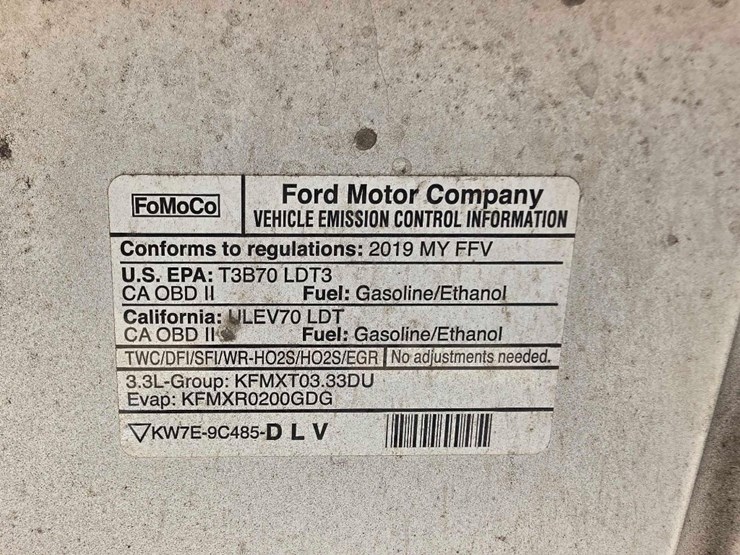 FoMoCo
Ford Motor Company
VEHICLE EMISSION CONTROL INFORMATION
Conforms to regulations: 2019 MY FFV
U.S. EPA: T3B70 LDT3
CA OBD II Fuel: Gasoline/Ethanol
California: ULEV70 LDT
CA OBD II Fuel: Gasoline/Ethanol
TWC/DFI/SFI/WR-HO2S/HO2S/EGR No adjustments needed.
3.3L-Group: KFMXT03.33DU
Evap: KFMXR0200GDG
KW7E-9C485-D L V